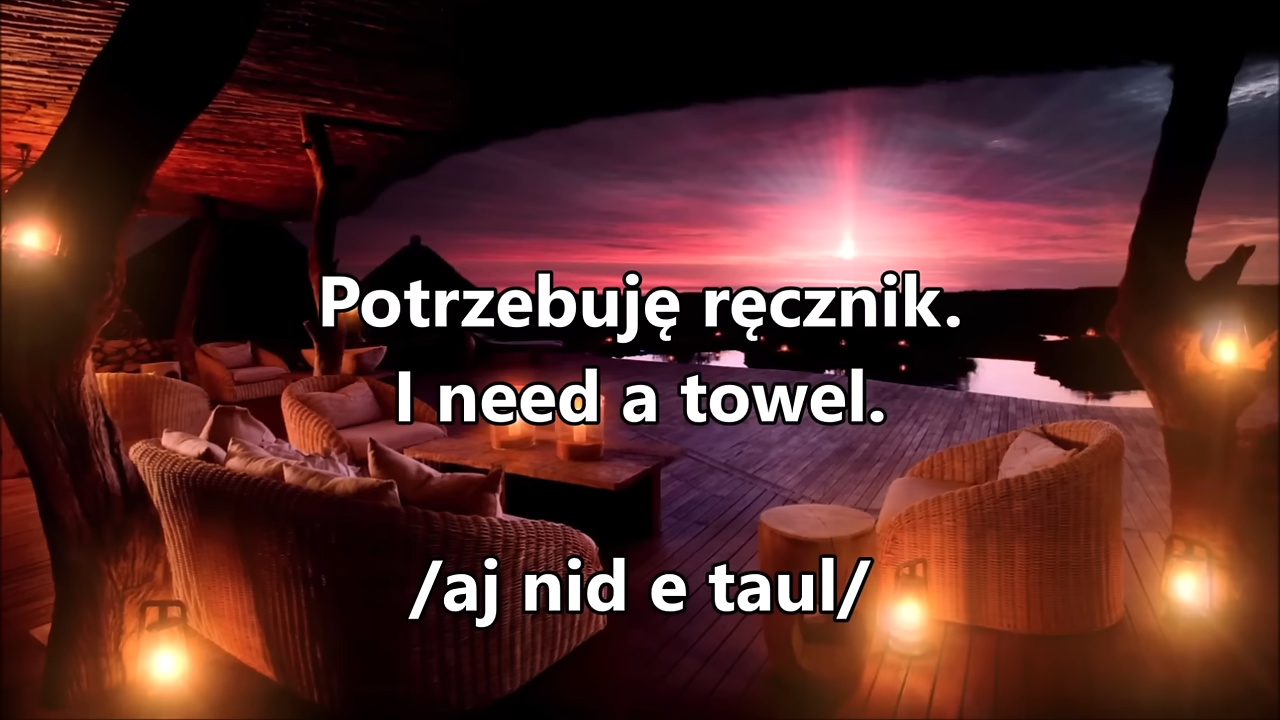 Potrzebuję ręcznik.
I need a towel.
/aj nid e taul/